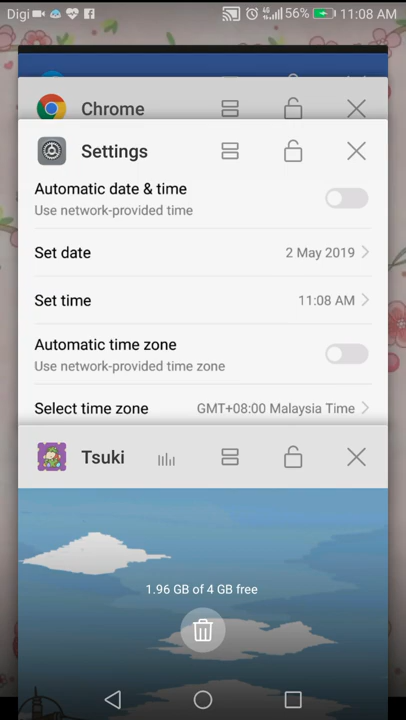 Digi 56% 11:08 AM
Chrome
Settings
Automatic date & time
Use network-provided time
Set date 2 May 2019
Set time 11:08 AM
Automatic time zone
Use network-provided time zone
Select time zone GMT+08:00 Malaysia Time
Tsuki
1.96 GB of 4 GB free